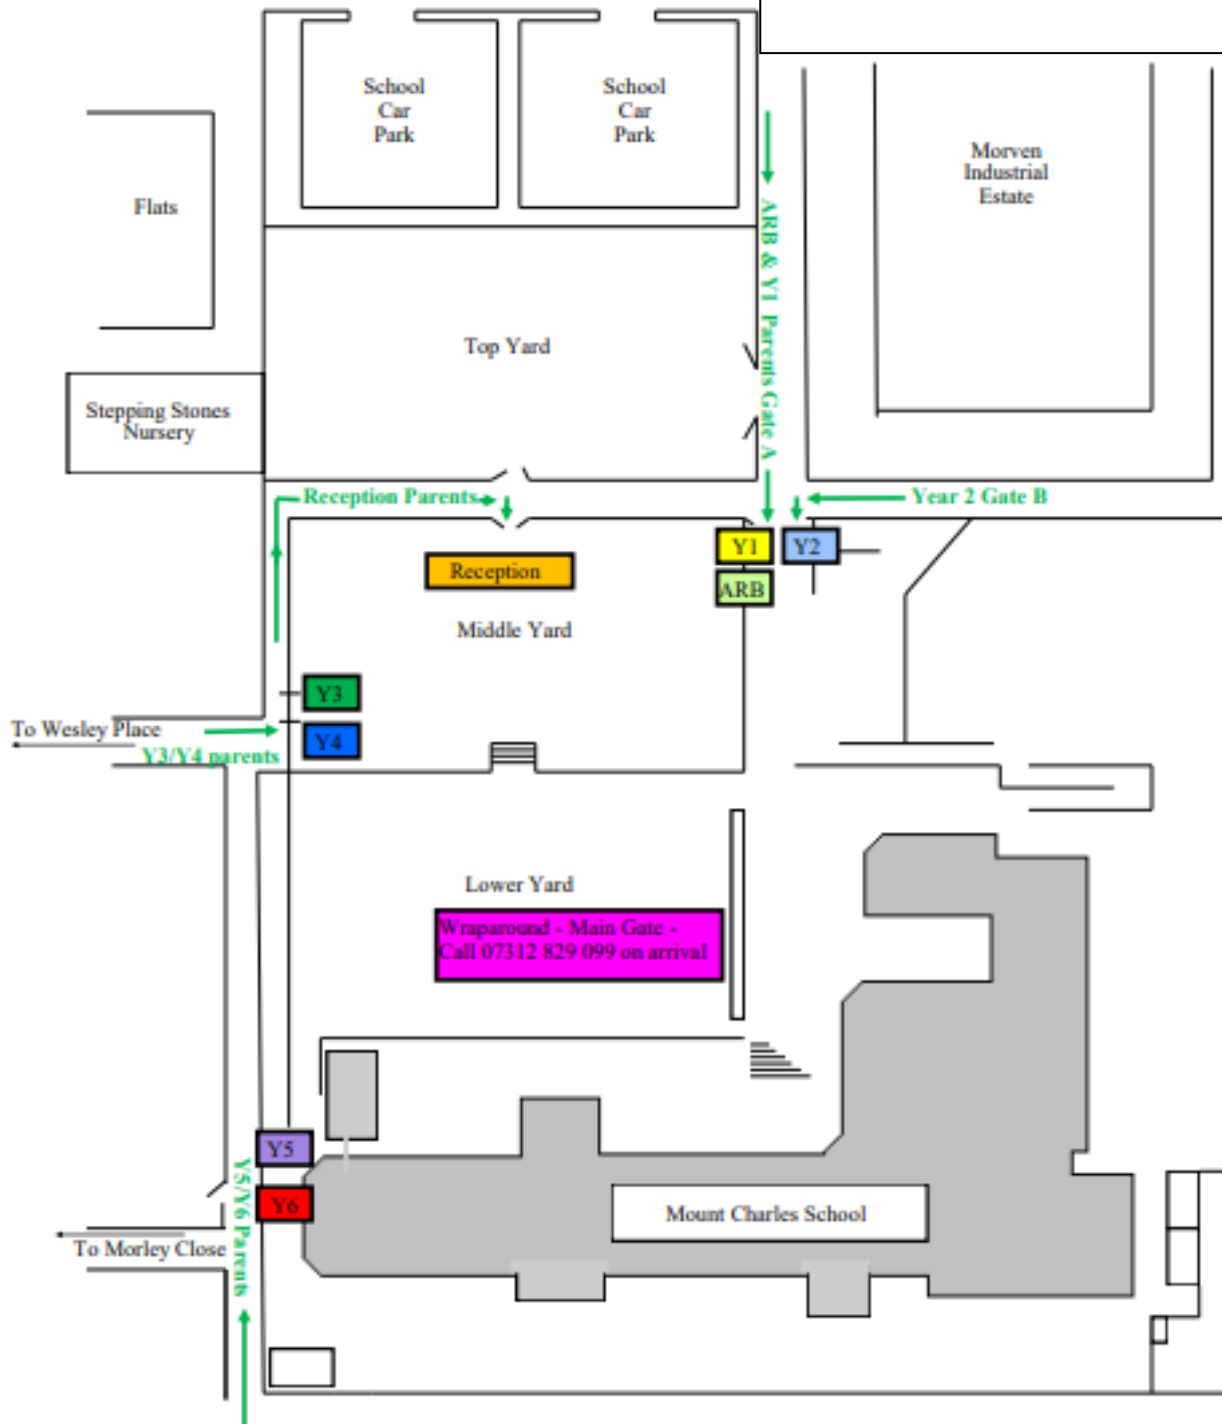 School
Car
Park
School
Car
Park
Morven
Industrial
Estate
Flats
ARB & Y1 Parents Gate A
Top Yard
Stepping Stones
Nursery
Reception Parents
Year 2 Gate B
Y1
Y2
Reception
ARB
Middle Yard
Y3
To Wesley Place
Y4
Y3/Y4 parents
Lower Yard
Wraparound - Main Gate -
Call 07312 829 099 on arrival
Y5
Y6
Y5/Y6 Parents
Mount Charles School
To Morley Close